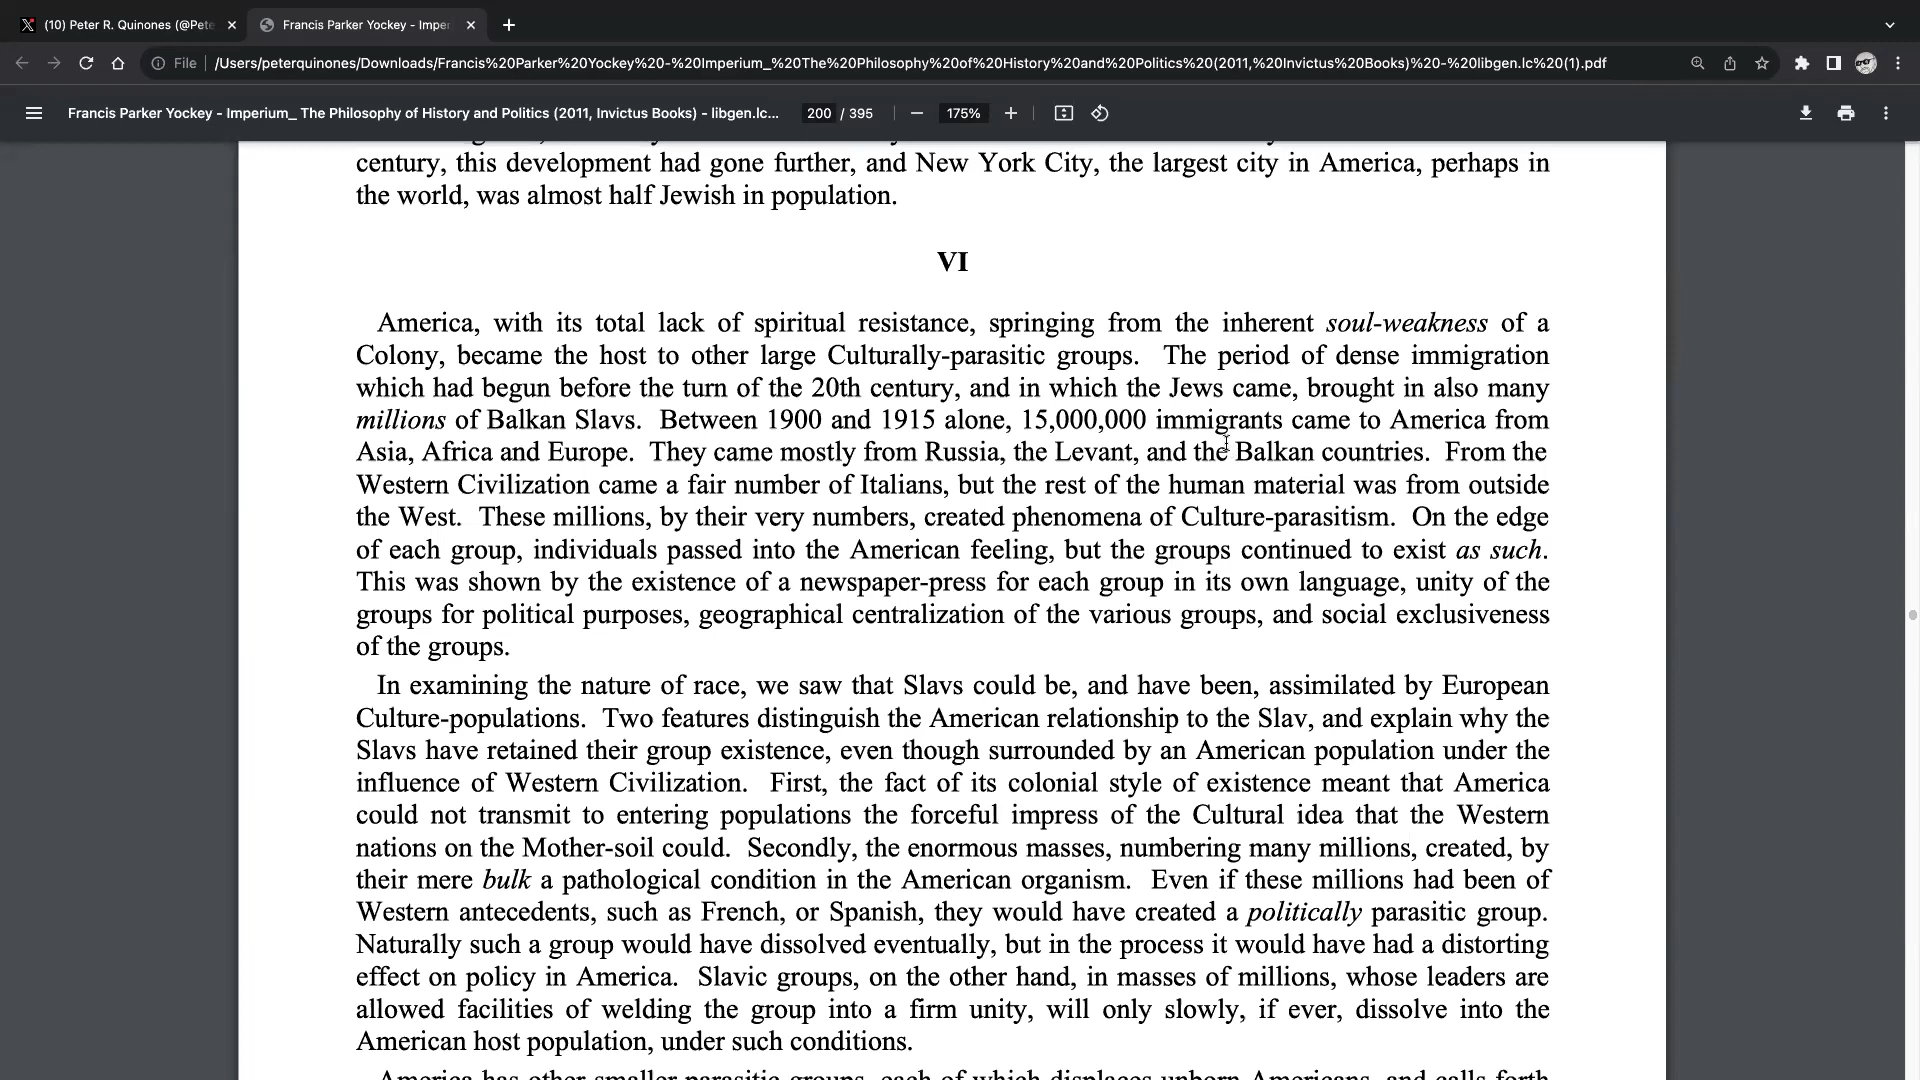 (10) Peter R. Quinones (@Pete
Francis Parker Yockey - Imper
File
/Users/peterquinones/Downloads/Francis%20Parker%20Yockey%20-%20Imperium_%20The%20Philosophy%20of%20History%20and%20Politics%20(2011,%20Invictus%20Books)%20-%20libgen.lc%20(1).pdf
Francis Parker Yockey - Imperium_ The Philosophy of History and Politics (2011, Invictus Books) - libgen.lc...
200 / 395
175%
century, this development had gone further, and New York City, the largest city in America, perhaps in
the world, was almost half Jewish in population.
VI
America, with its total lack of spiritual resistance, springing from the inherent soul-weakness of a
Colony, became the host to other large Culturally-parasitic groups. The period of dense immigration
which had begun before the turn of the 20th century, and in which the Jews came, brought in also many
millions of Balkan Slavs. Between 1900 and 1915 alone, 15,000,000 immigrants came to America from
Asia, Africa and Europe. They came mostly from Russia, the Levant, and the Balkan countries. From the
Western Civilization came a fair number of Italians, but the rest of the human material was from outside
the West. These millions, by their very numbers, created phenomena of Culture-parasitism. On the edge
of each group, individuals passed into the American feeling, but the groups continued to exist as such.
This was shown by the existence of a newspaper-press for each group in its own language, unity of the
groups for political purposes, geographical centralization of the various groups, and social exclusiveness
of the groups.
In examining the nature of race, we saw that Slavs could be, and have been, assimilated by European
Culture-populations. Two features distinguish the American relationship to the Slav, and explain why the
Slavs have retained their group existence, even though surrounded by an American population under the
influence of Western Civilization. First, the fact of its colonial style of existence meant that America
could not transmit to entering populations the forceful impress of the Cultural idea that the Western
nations on the Mother-soil could. Secondly, the enormous masses, numbering many millions, created, by
their mere bulk a pathological condition in the American organism. Even if these millions had been of
Western antecedents, such as French, or Spanish, they would have created a politically parasitic group.
Naturally such a group would have dissolved eventually, but in the process it would have had a distorting
effect on policy in America. Slavic groups, on the other hand, in masses of millions, whose leaders are
allowed facilities of welding the group into a firm unity, will only slowly, if ever, dissolve into the
American host population, under such conditions.
America has other smaller parasitic groups, each of which displaces unborn Americans, and calls forth